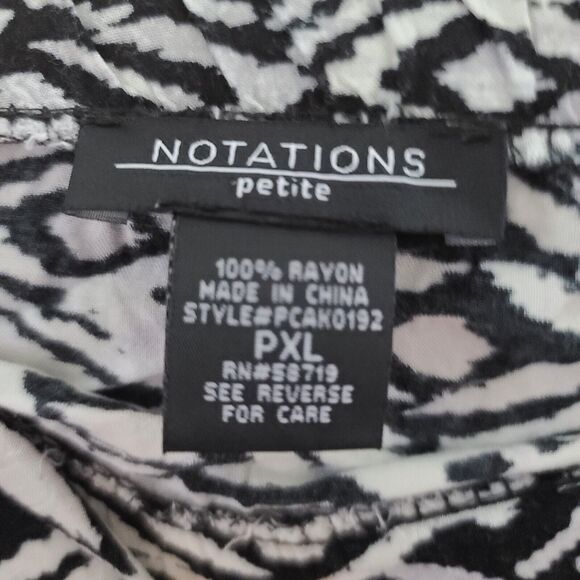 NOTATIONS
petite
100% RAYON
MADE IN CHINA
STYLE#PCAK0192
PXL
RN#58719
SEE REVERSE
FOR CARE